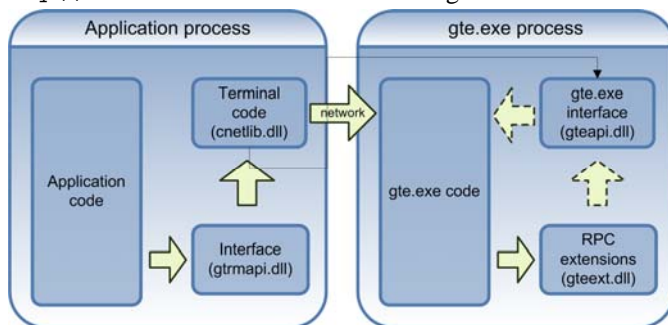 Application process
gte.exe process
Application
code
Terminal
code
(cnetlib.dll)
network
Interface
(gtrmapi.dll)
gte.exe code
gte.exe
interface
(gteapi.dll)
RPC
extensions
(gteext.dll)